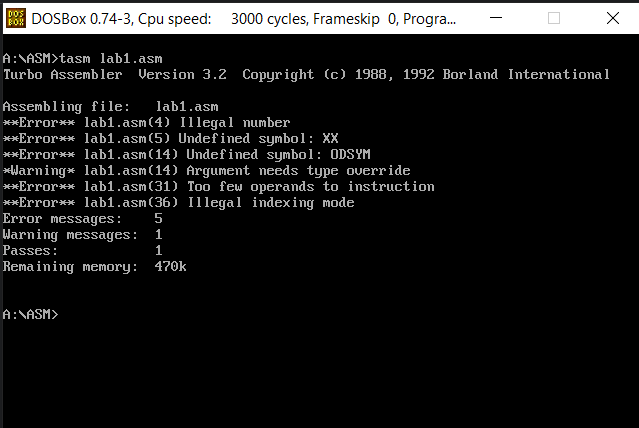 DOS BOX DOSBox 0.74-3, Cpu speed: 3000 cycles, Frameskip 0, Progra...
A:\ASM>tasm lab1.asm
Turbo Assembler Version 3.2 Copyright (c) 1988, 1992 Borland International
Assembling file: lab1.asm
**Error** lab1.asm(4) Illegal number
**Error** lab1.asm(5) Undefined symbol: XX
**Error** lab1.asm(14) Undefined symbol: ODSYM
*Warning* lab1.asm(14) Argument needs type override
**Error** lab1.asm(31) Too few operands to instruction
**Error** lab1.asm(36) Illegal indexing mode
Error messages: 5
Warning messages: 1
Passes: 1
Remaining memory: 470k
A:\ASM>